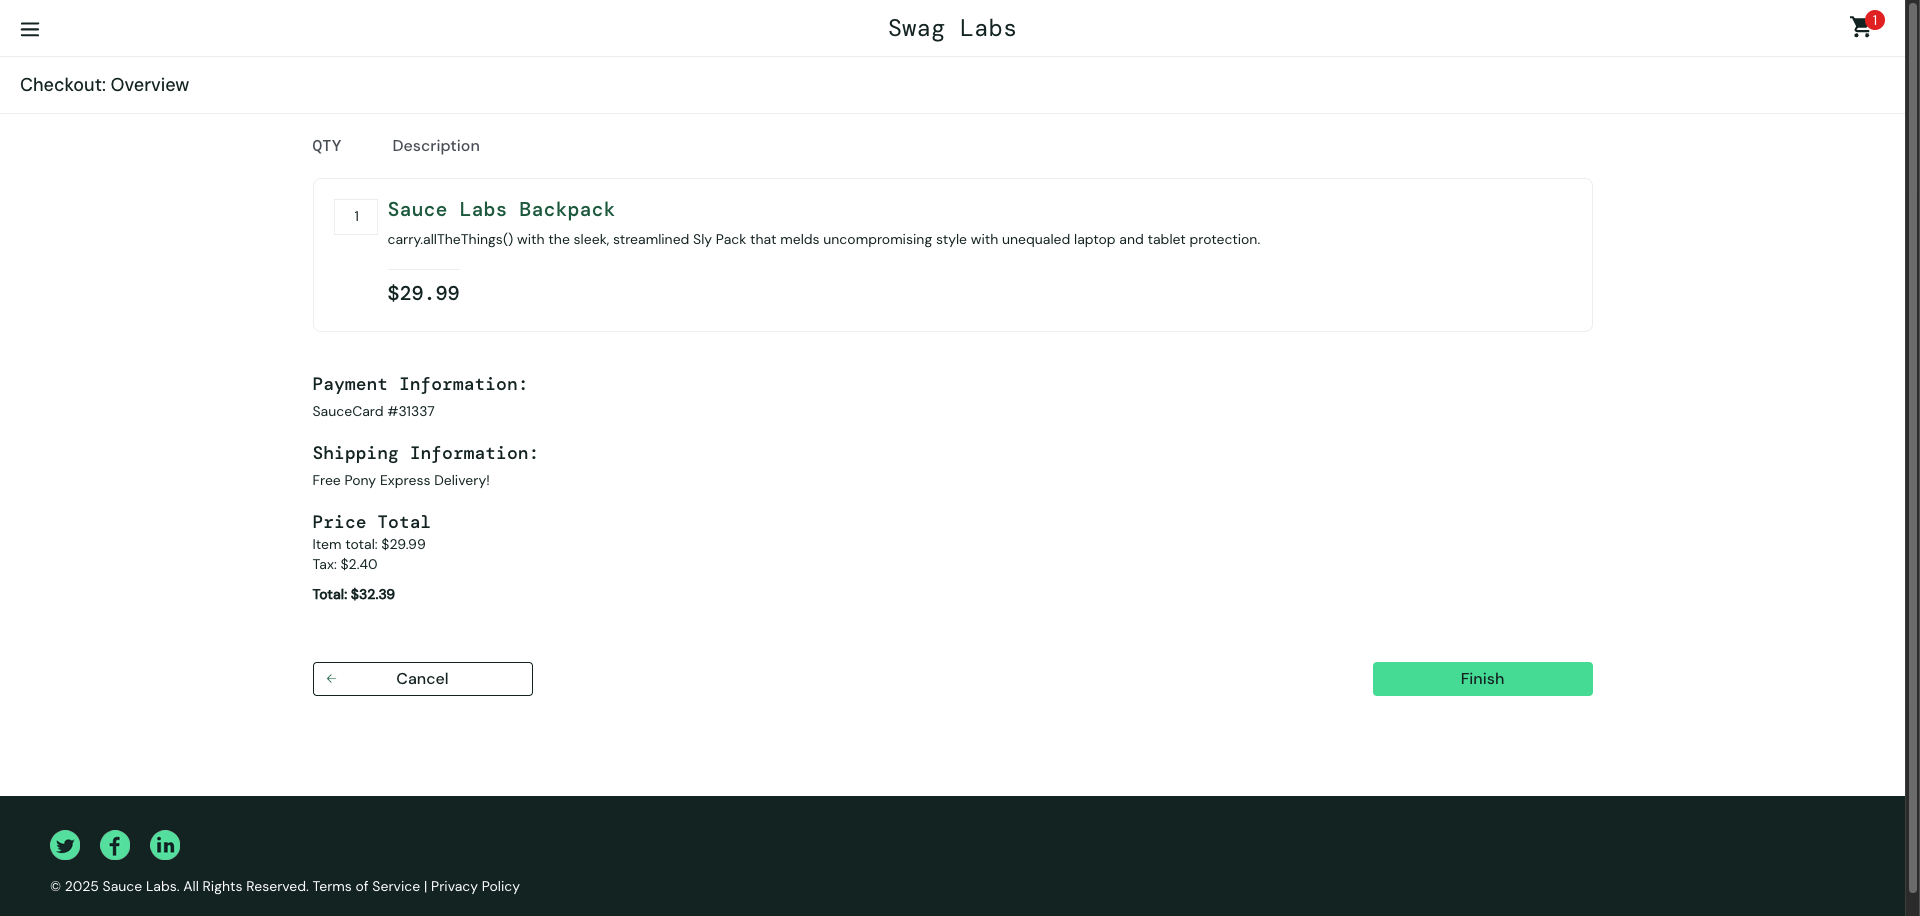 Swag Labs
1
Checkout: Overview
QTY Description
1
Sauce Labs Backpack
carry.allTheThings() with the sleek, streamlined Sly Pack that melds uncompromising style with unequaled laptop and tablet protection.
$29.99
Payment Information:
SauceCard #31337
Shipping Information:
Free Pony Express Delivery!
Price Total
Item total: $29.99
Tax: $2.40
Total: $32.39
Cancel
Finish
© 2025 Sauce Labs. All Rights Reserved. Terms of Service | Privacy Policy